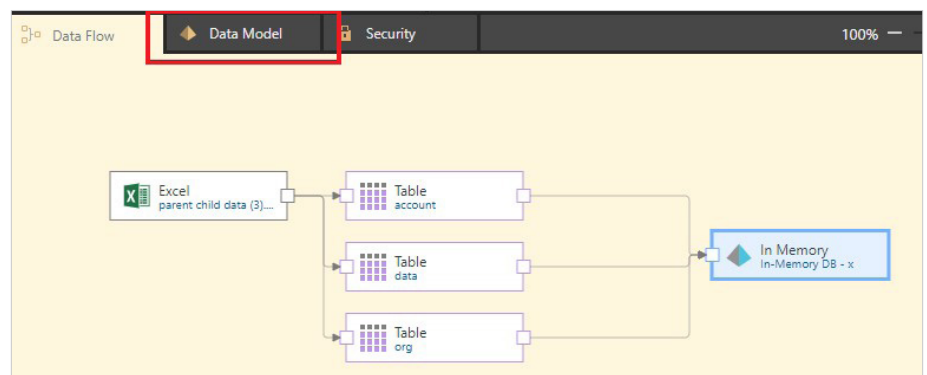 Data Flow
Data Model
Security
100%
Excel
parent child data (3)....
Table
account
Table
data
Table
org
In Memory
In-Memory DB - x